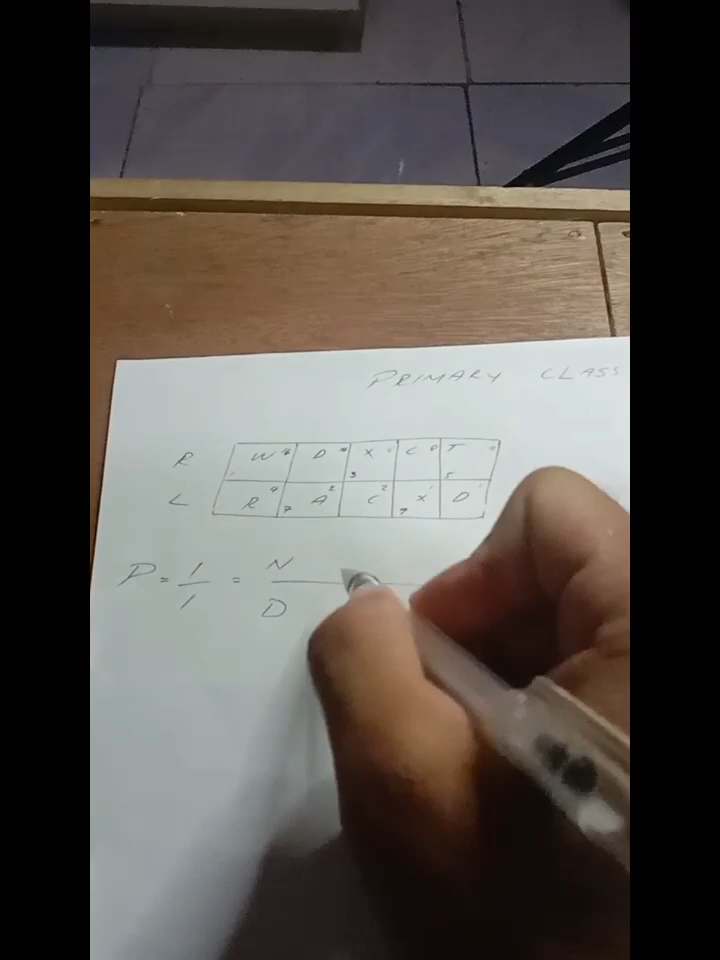 PRIMARY CLASS
R W D X C T
L R A C X D
P = 1/1 = N/D